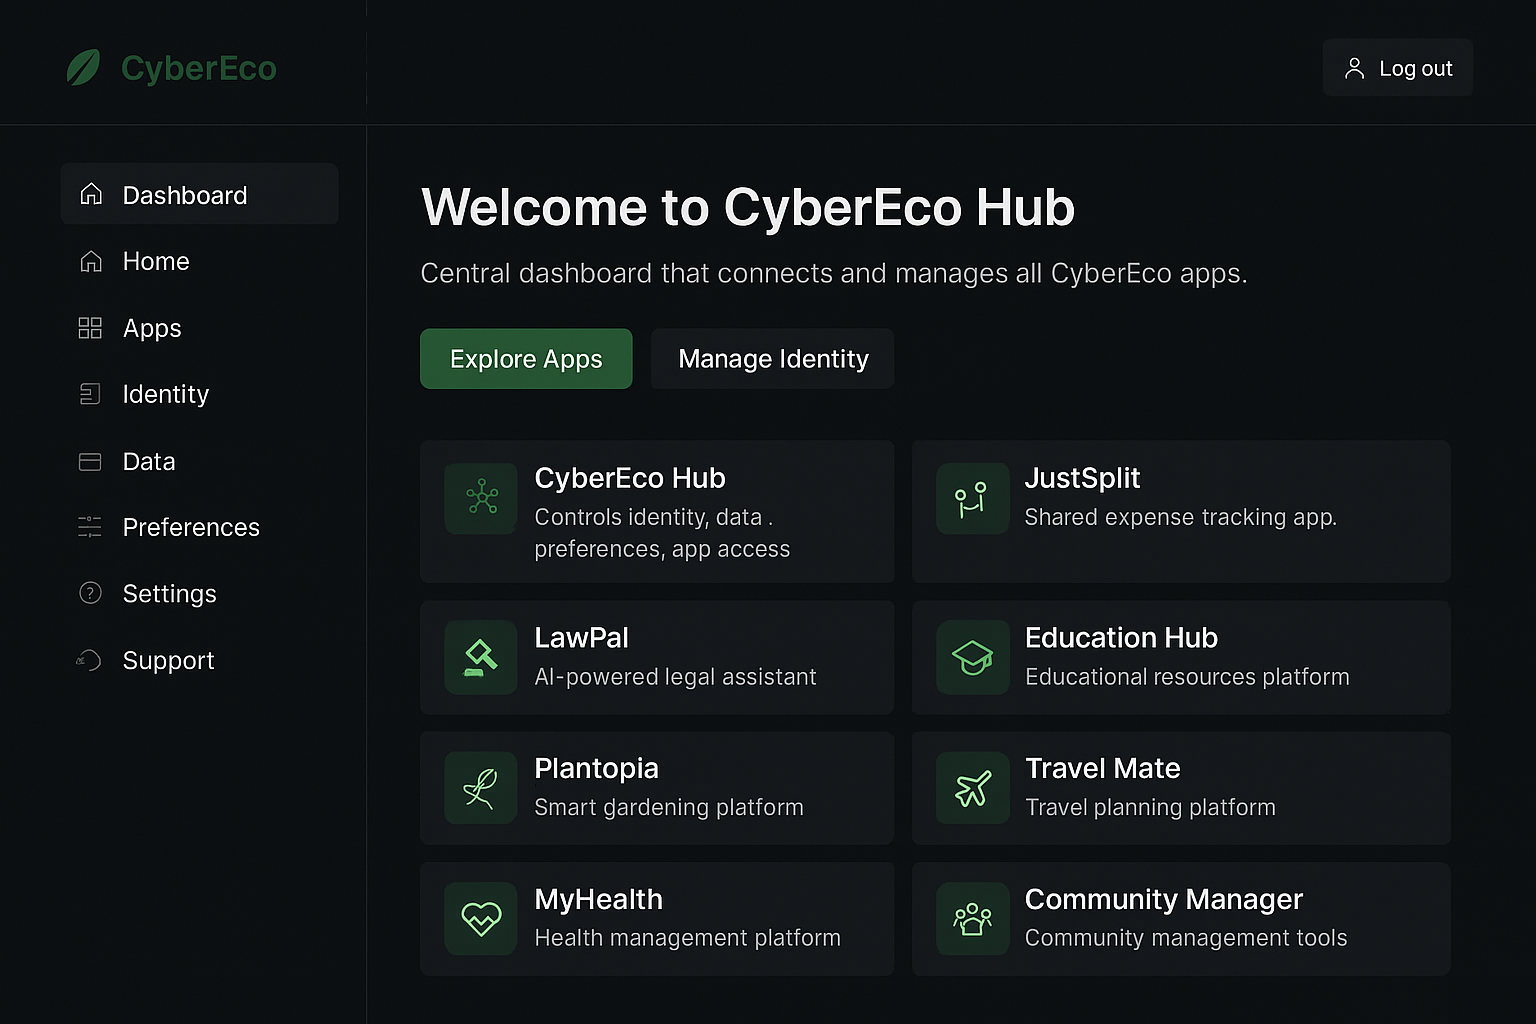 CyberEco
Log out
Dashboard
Home
Apps
Identity
Data
Preferences
Settings
Support
Welcome to CyberEco Hub
Central dashboard that connects and manages all CyberEco apps.
Explore Apps
Manage Identity
CyberEco Hub
Controls identity, data .
preferences, app access
JustSplit
Shared expense tracking app.
LawPal
AI-powered legal assistant
Education Hub
Educational resources platform
Plantopia
Smart gardening platform
Travel Mate
Travel planning platform
MyHealth
Health management platform
Community Manager
Community management tools